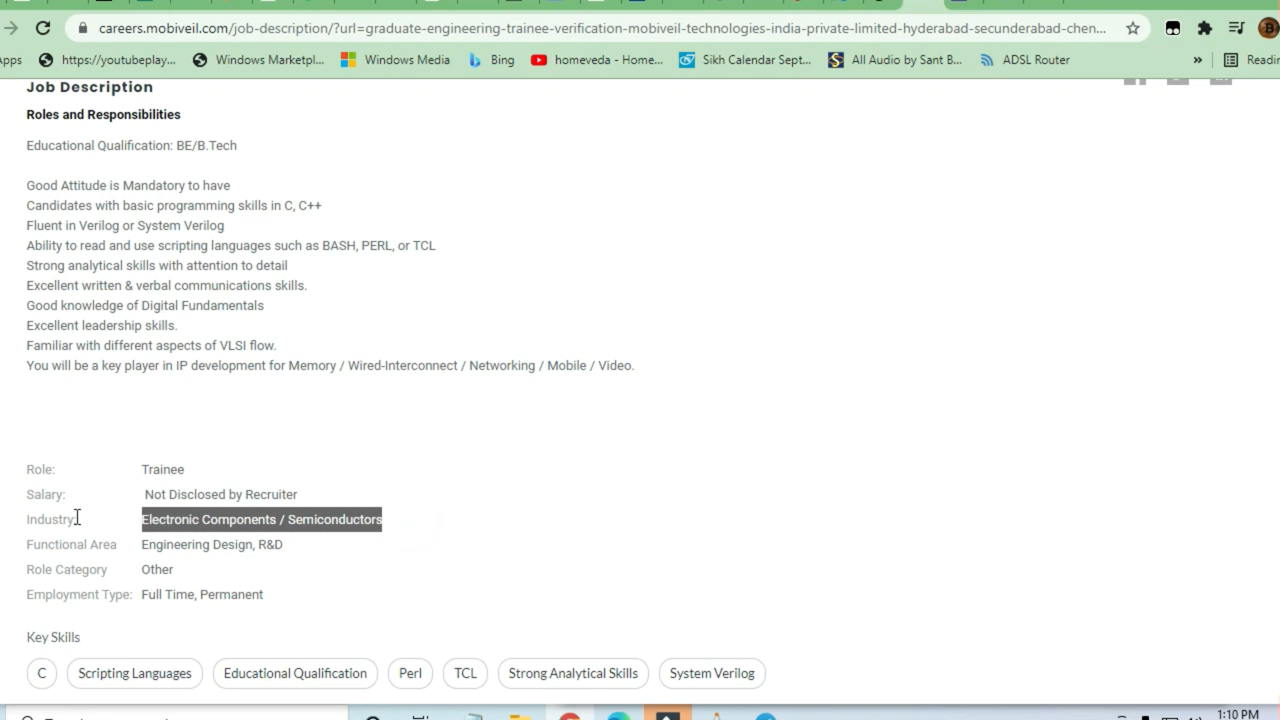 careers.mobiveil.com/job-description/?url=graduate-engineering-trainee-verification-mobiveil-technologies-india-private-limited-hyderabad-secunderabad-chen...
Apps https://youtubeplay... Windows Marketpl... Windows Media Bing homeveda - Home... Sikh Calendar Sept... All Audio by Sant B... ADSL Router » Readin
Job Description
Roles and Responsibilities
Educational Qualification: BE/B.Tech
Good Attitude is Mandatory to have
Candidates with basic programming skills in C, C++
Fluent in Verilog or System Verilog
Ability to read and use scripting languages such as BASH, PERL, or TCL
Strong analytical skills with attention to detail
Excellent written & verbal communications skills.
Good knowledge of Digital Fundamentals
Excellent leadership skills.
Familiar with different aspects of VLSI flow.
You will be a key player in IP development for Memory / Wired-Interconnect / Networking / Mobile / Video.
Role: Trainee
Salary: Not Disclosed by Recruiter
Industry: Electronic Components / Semiconductors
Functional Area Engineering Design, R&D
Role Category Other
Employment Type: Full Time, Permanent
Key Skills
C Scripting Languages Educational Qualification Perl TCL Strong Analytical Skills System Verilog
1:10 PM